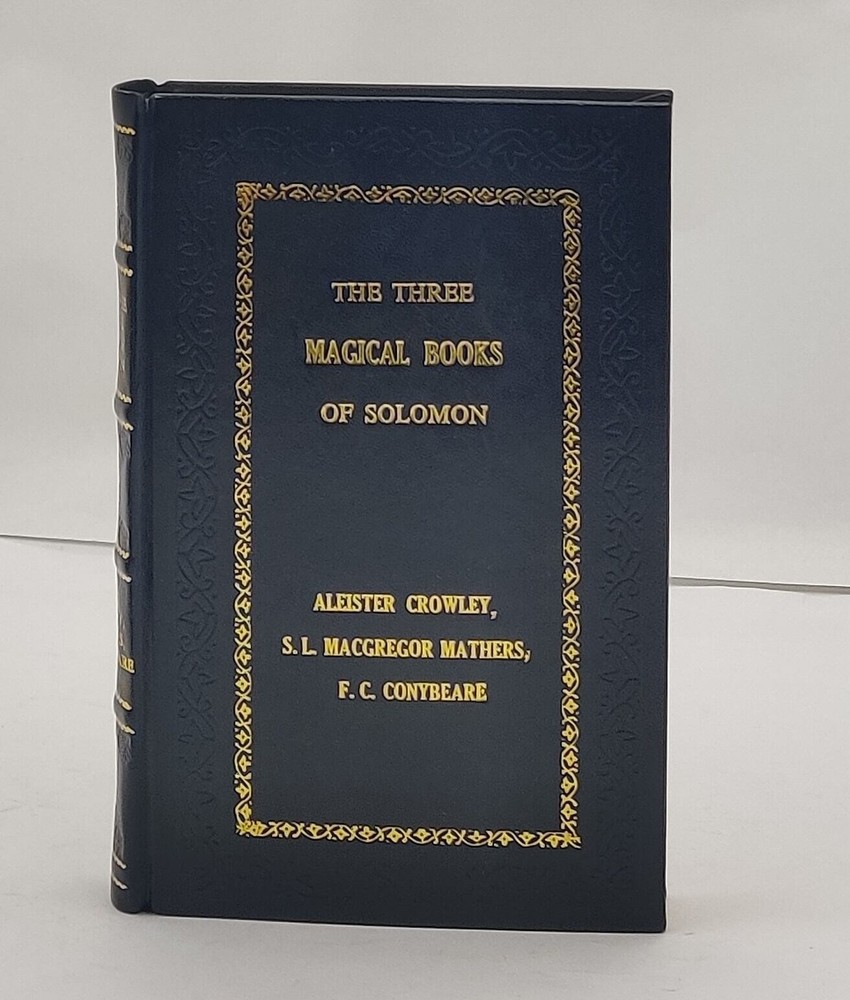 THE THREE
MAGICAL BOOKS
OF SOLOMON
ALEISTER CROWLEY,
S. L. MACGREGOR MATHERS,
F. C. CONYBEARE